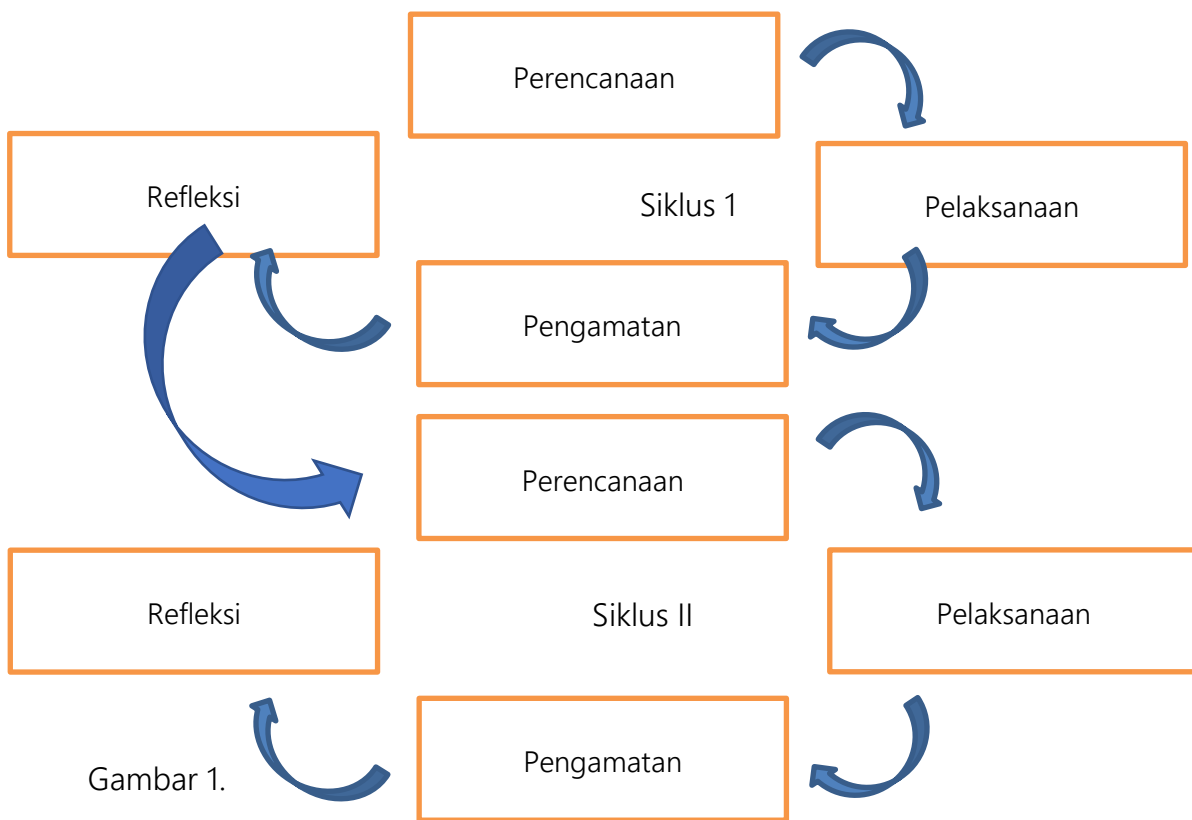 Perencanaan
Refleksi
Siklus 1
Pelaksanaan
Pengamatan
Perencanaan
Refleksi
Siklus II
Pelaksanaan
Pengamatan
Gambar 1.